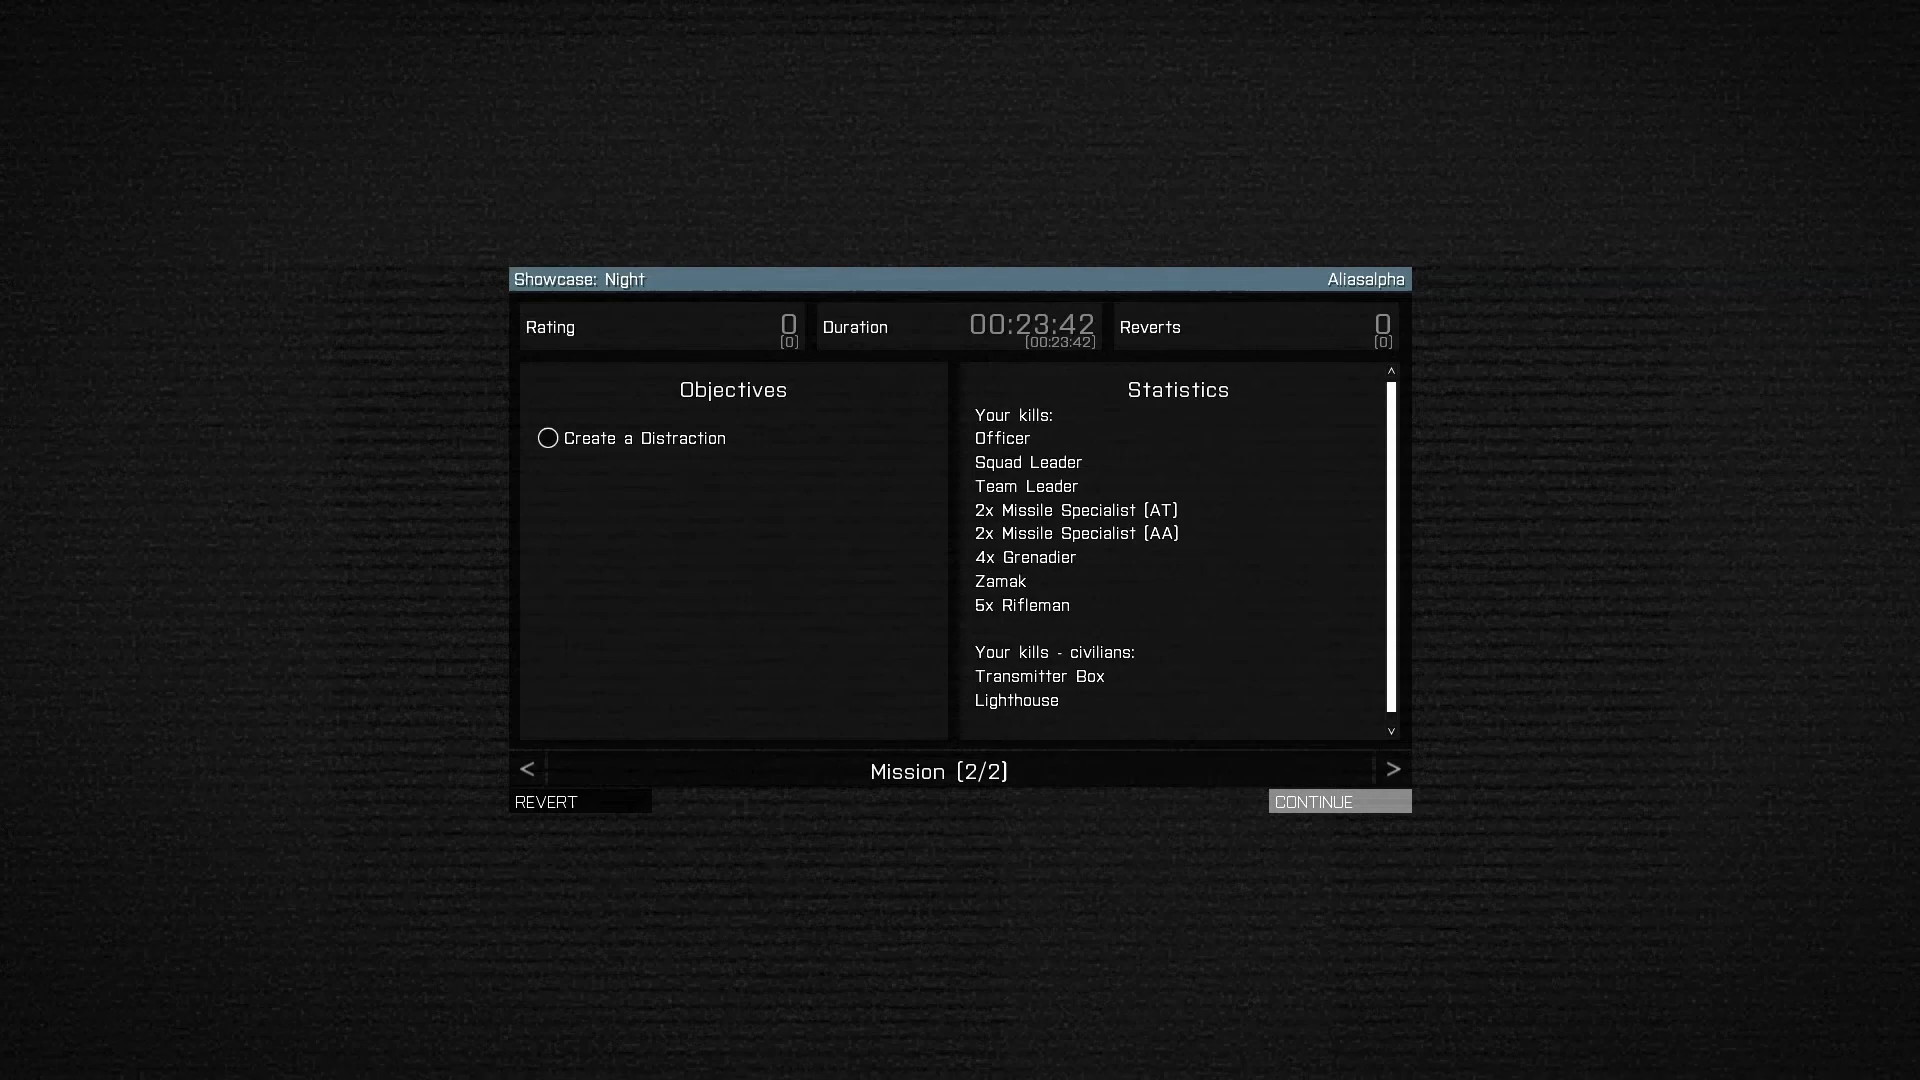 Showcase: Night Aliasalpha
Rating 0 Duration 00:23:42 Reverts 0
[0] [00:23:42] [0]
Objectives
Create a Distraction
Statistics
Your kills:
Officer
Squad Leader
Team Leader
2x Missile Specialist [AT]
2x Missile Specialist [AA]
4x Grenadier
Zamak
5x Rifleman
Your kills - civilians:
Transmitter Box
Lighthouse
< Mission [2/2] >
REVERT CONTINUE